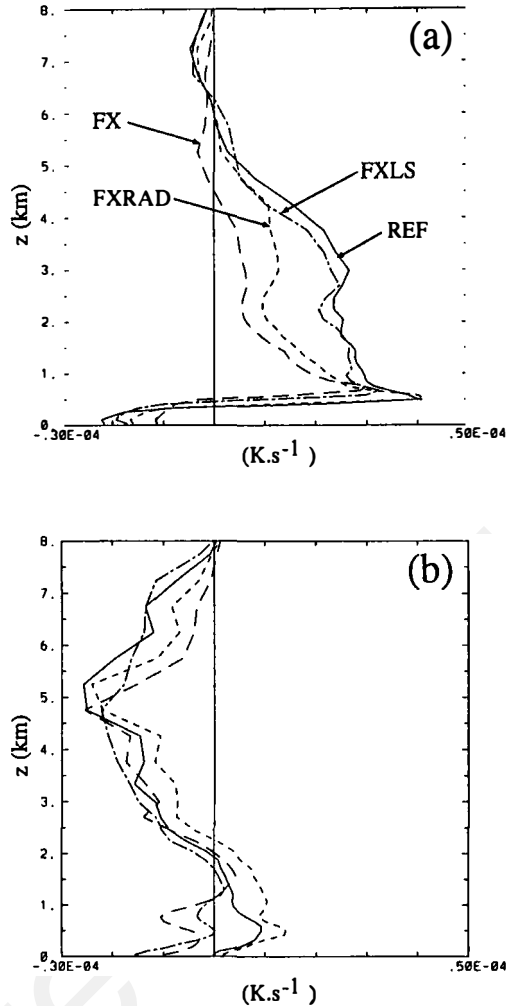 (a)
8.
7.
6.
FX
5.
FXLS
FXRAD
4.
REF
z (km)
3.
2.
1.
0.
-.30E-04
.50E-04
(K.s-1 )
8.
(b)
7.
6.
5.
z (km)
4.
3.
2.
1.
0.
-.30E-04
.50E-04
(K.s-1 )